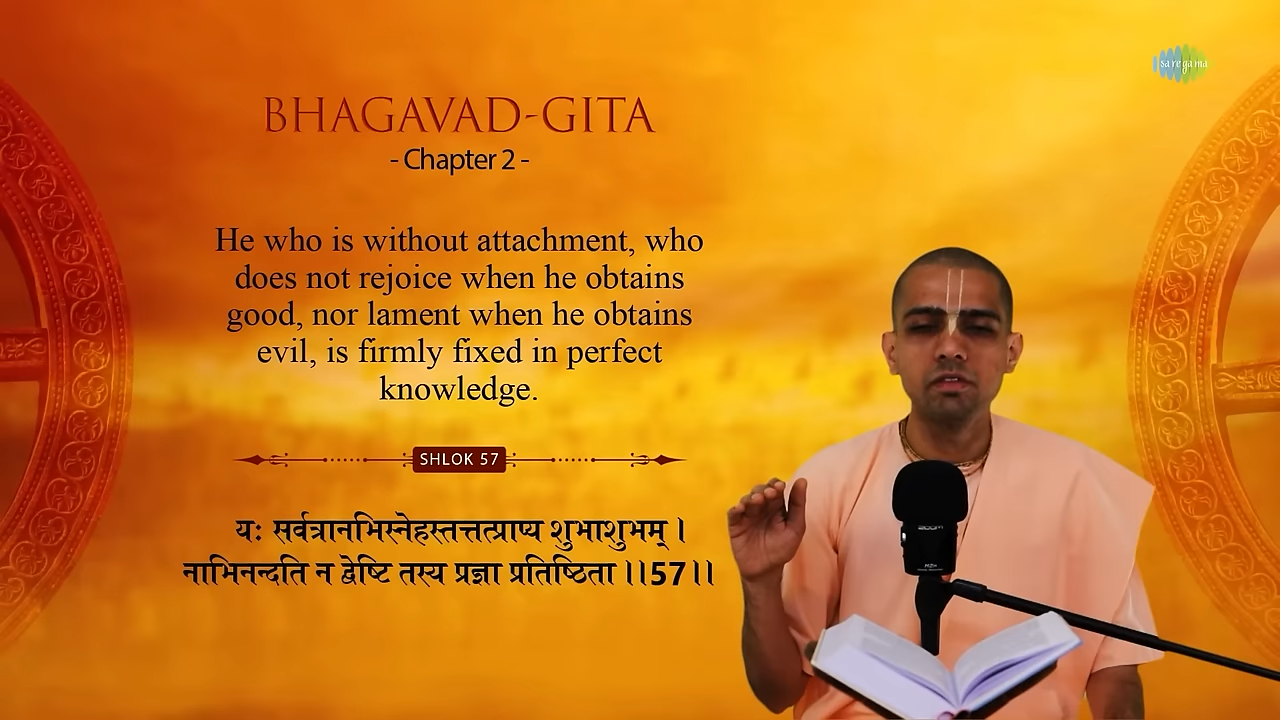 saregama
BHAGAVAD-GITA
- Chapter 2 -
He who is without attachment, who
does not rejoice when he obtains
good, nor lament when he obtains
evil, is firmly fixed in perfect
knowledge.
SHLOK 57
यः सर्वत्रानभिस्नेहस्तत्तत्प्राप्य शुभाशुभम् ।
नाभिनन्दति न द्वेष्टि तस्य प्रज्ञा प्रतिष्ठिता ।।57।।
zoom